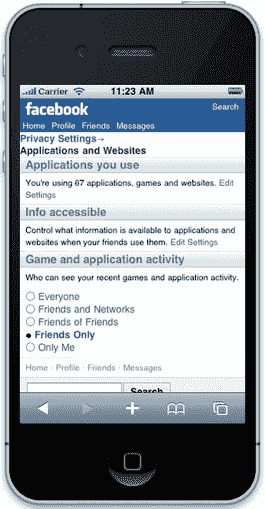 Carrier 11:23 AM
facebook Search
Home Profile Friends Messages
Privacy Settings→
Applications and Websites
Applications you use
You're using 67 applications, games and websites. Edit
Settings
Info accessible
Control what information is available to applications and
websites when your friends use them. Edit Settings
Game and application activity
Who can see your recent games and application activity.
Everyone
Friends and Networks
Friends of Friends
Friends Only
Only Me
Home · Profile · Friends · Messages
Search